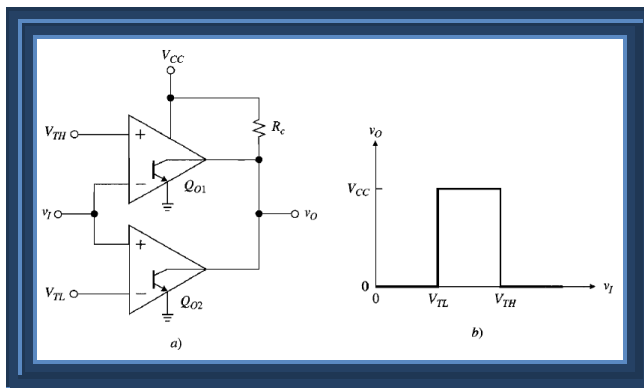 V_CC
V_TH
+
R_c
−
Q_O1
v_I
v_O
+
V_TL
−
Q_O2
a)
v_O
V_CC
0
0
V_TL
V_TH
v_I
b)